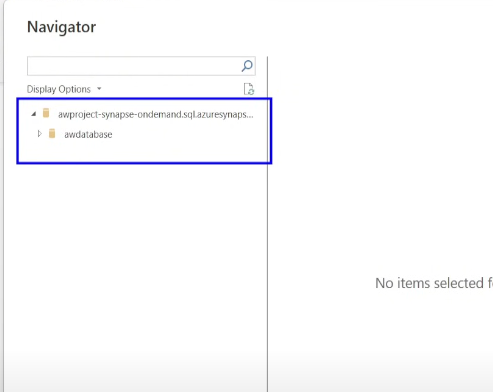 Navigator
Display Options
awproject-synapse-ondemand.sql.azuresynaps...
awdatabase
No items selected